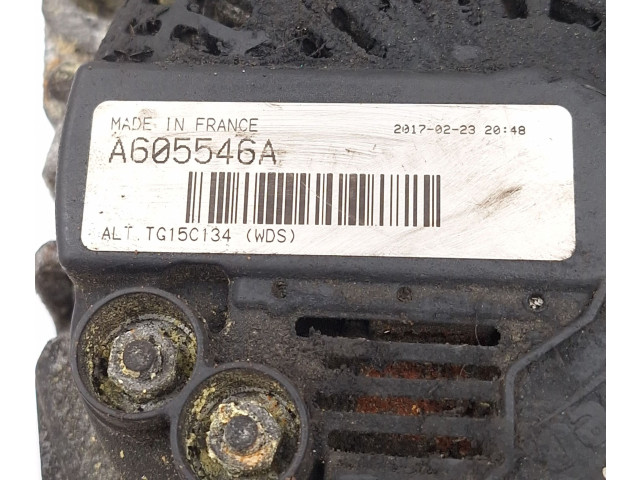 MADE IN FRANCE 2017-02-23 20:48
A605546A
ALT. TG15C134 (WDS)